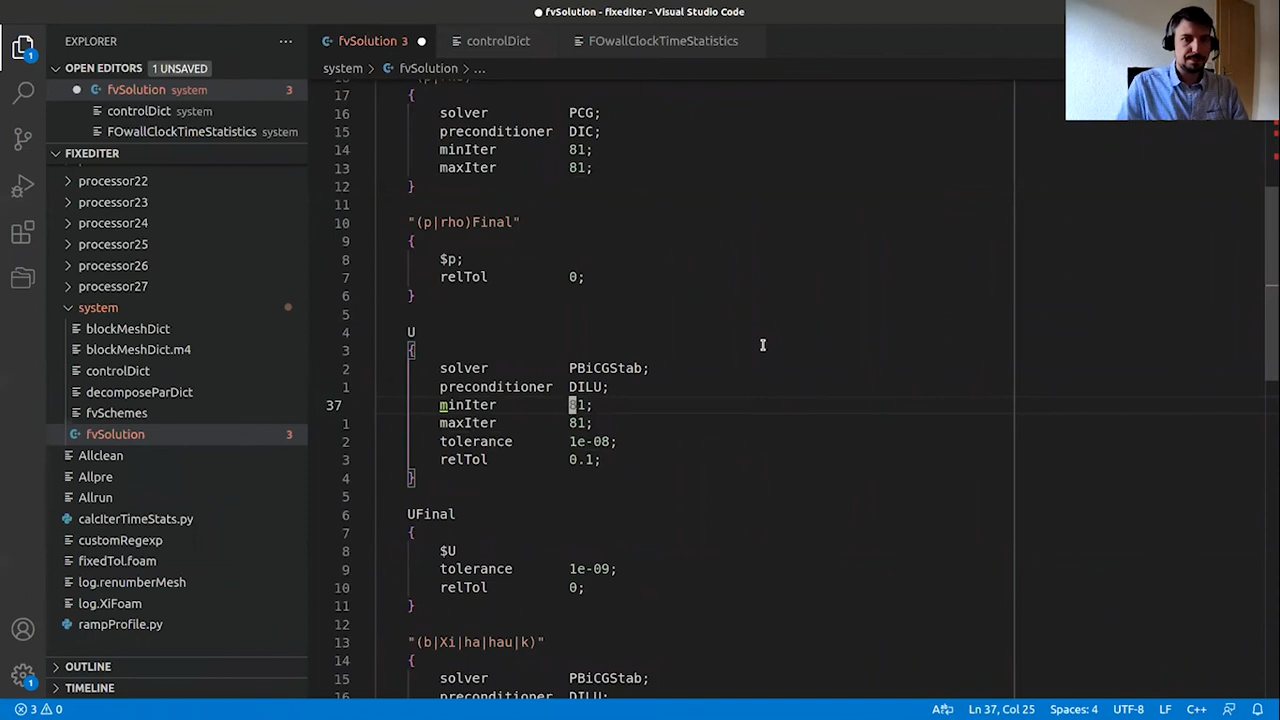 fvSolution - fixedIter - Visual Studio Code
EXPLORER
fvSolution 3
controlDict
FOwallClockTimeStatistics
OPEN EDITORS 1 UNSAVED
system > fvSolution > ...
fvSolution system 3
controlDict system
FOwallClockTimeStatistics system
FIXEDITER
processor22
processor23
processor24
processor25
processor26
processor27
system
blockMeshDict
blockMeshDict.m4
controlDict
decomposeParDict
fvSchemes
fvSolution 3
Allclean
Allpre
Allrun
calcIterTimeStats.py
customRegexp
fixedTol.foam
log.renumberMesh
log.XiFoam
rampProfile.py
OUTLINE
TIMELINE
17 {
16 solver PCG;
15 preconditioner DIC;
14 minIter 81;
13 maxIter 81;
12 }
11
10 "(p|rho)Final"
9 {
8 $p;
7 relTol 0;
6 }
5
4 U
3 {
2 solver PBiCGStab;
1 preconditioner DILU;
37 minIter 81;
1 maxIter 81;
2 tolerance 1e-08;
3 relTol 0.1;
4 }
5
6 UFinal
7 {
8 $U
9 tolerance 1e-09;
10 relTol 0;
11 }
12
13 "(b|Xi|ha|hau|k)"
14 {
15 solver PBiCGStab;
16 preconditioner DILU;
1
1
3 0
Ln 37, Col 25
Spaces: 4
UTF-8
LF
C++